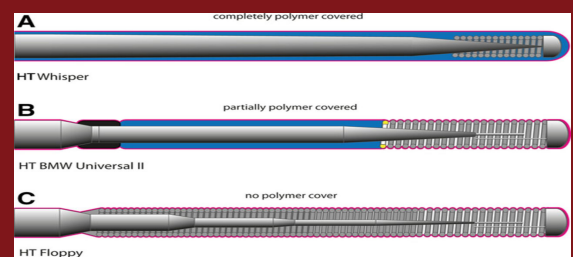 A
completely polymer covered
HT Whisper
B
partially polymer covered
HT BMW Universal II
C
no polymer cover
HT Floppy